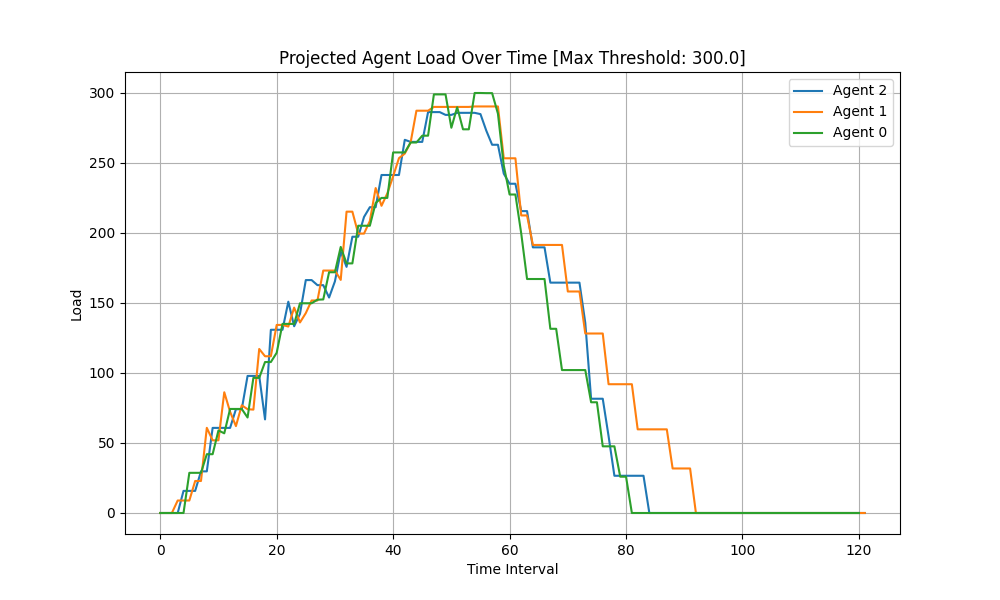 Projected Agent Load Over Time [Max Threshold: 300.0]
Agent 2
Agent 1
Agent 0
Load
300
250
200
150
100
50
0
0 20 40 60 80 100 120
Time Interval